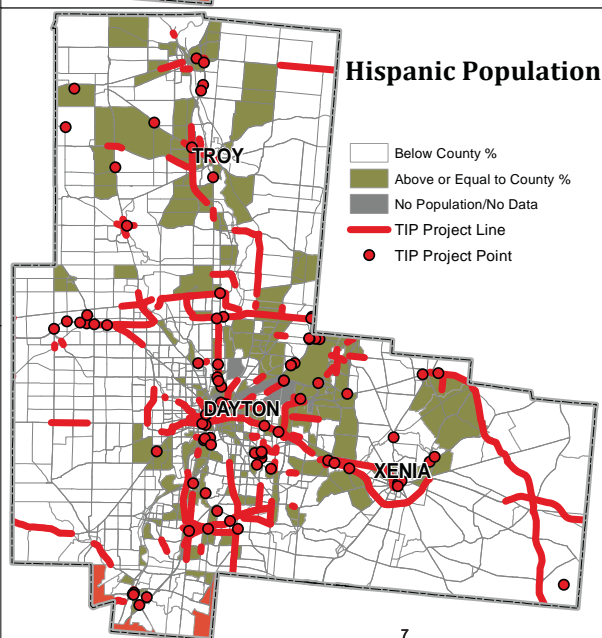 Hispanic Population
Below County %
Above or Equal to County %
No Population/No Data
TIP Project Line
TIP Project Point
TROY
DAYTON
XENIA
7